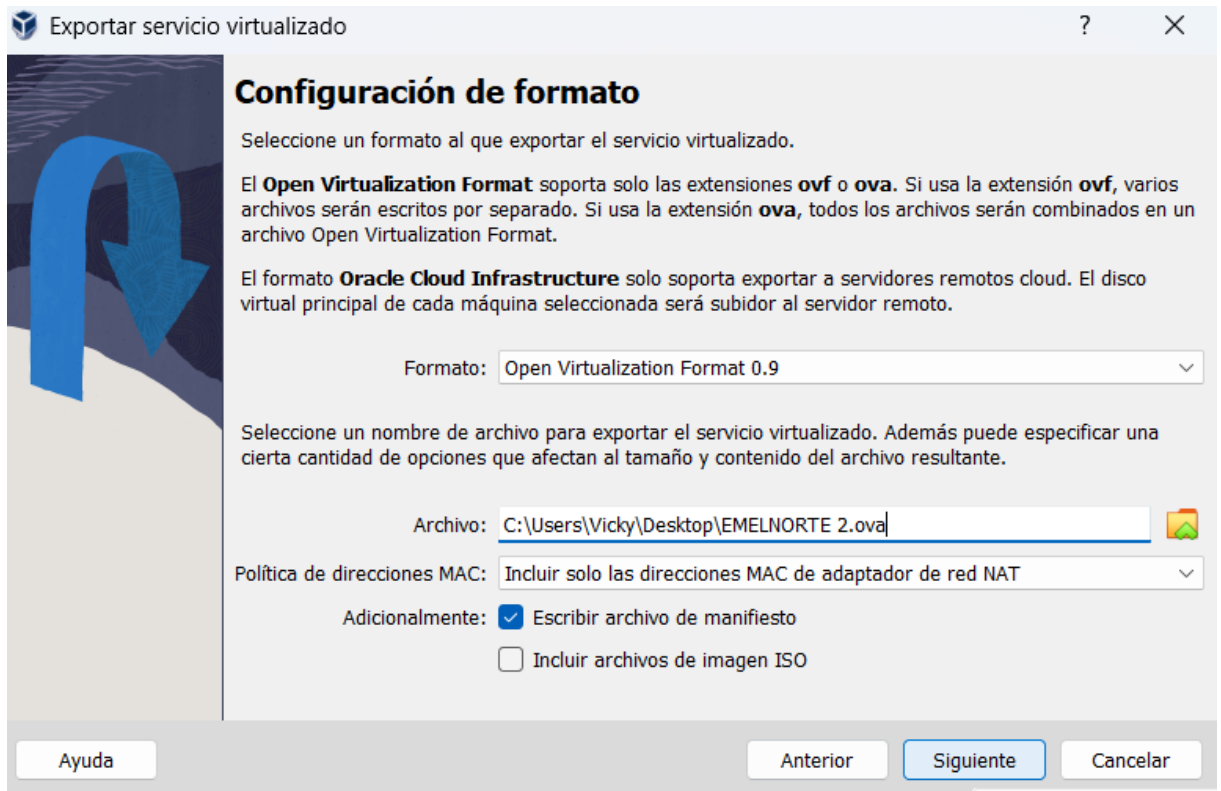 Exportar servicio virtualizado
?
Configuración de formato
Seleccione un formato al que exportar el servicio virtualizado.
El Open Virtualization Format soporta solo las extensiones ovf o ova. Si usa la extensión ovf, varios
archivos serán escritos por separado. Si usa la extensión ova, todos los archivos serán combinados en un
archivo Open Virtualization Format.
El formato Oracle Cloud Infrastructure solo soporta exportar a servidores remotos cloud. El disco
virtual principal de cada máquina seleccionada será subidor al servidor remoto.
Formato: Open Virtualization Format 0.9
Seleccione un nombre de archivo para exportar el servicio virtualizado. Además puede especificar una
cierta cantidad de opciones que afectan al tamaño y contenido del archivo resultante.
Archivo: C:\Users\Vicky\Desktop\EMELNORTE 2.ova
Política de direcciones MAC: Incluir solo las direcciones MAC de adaptador de red NAT
Adicionalmente: Escribir archivo de manifiesto
Incluir archivos de imagen ISO
Ayuda Anterior Siguiente Cancelar